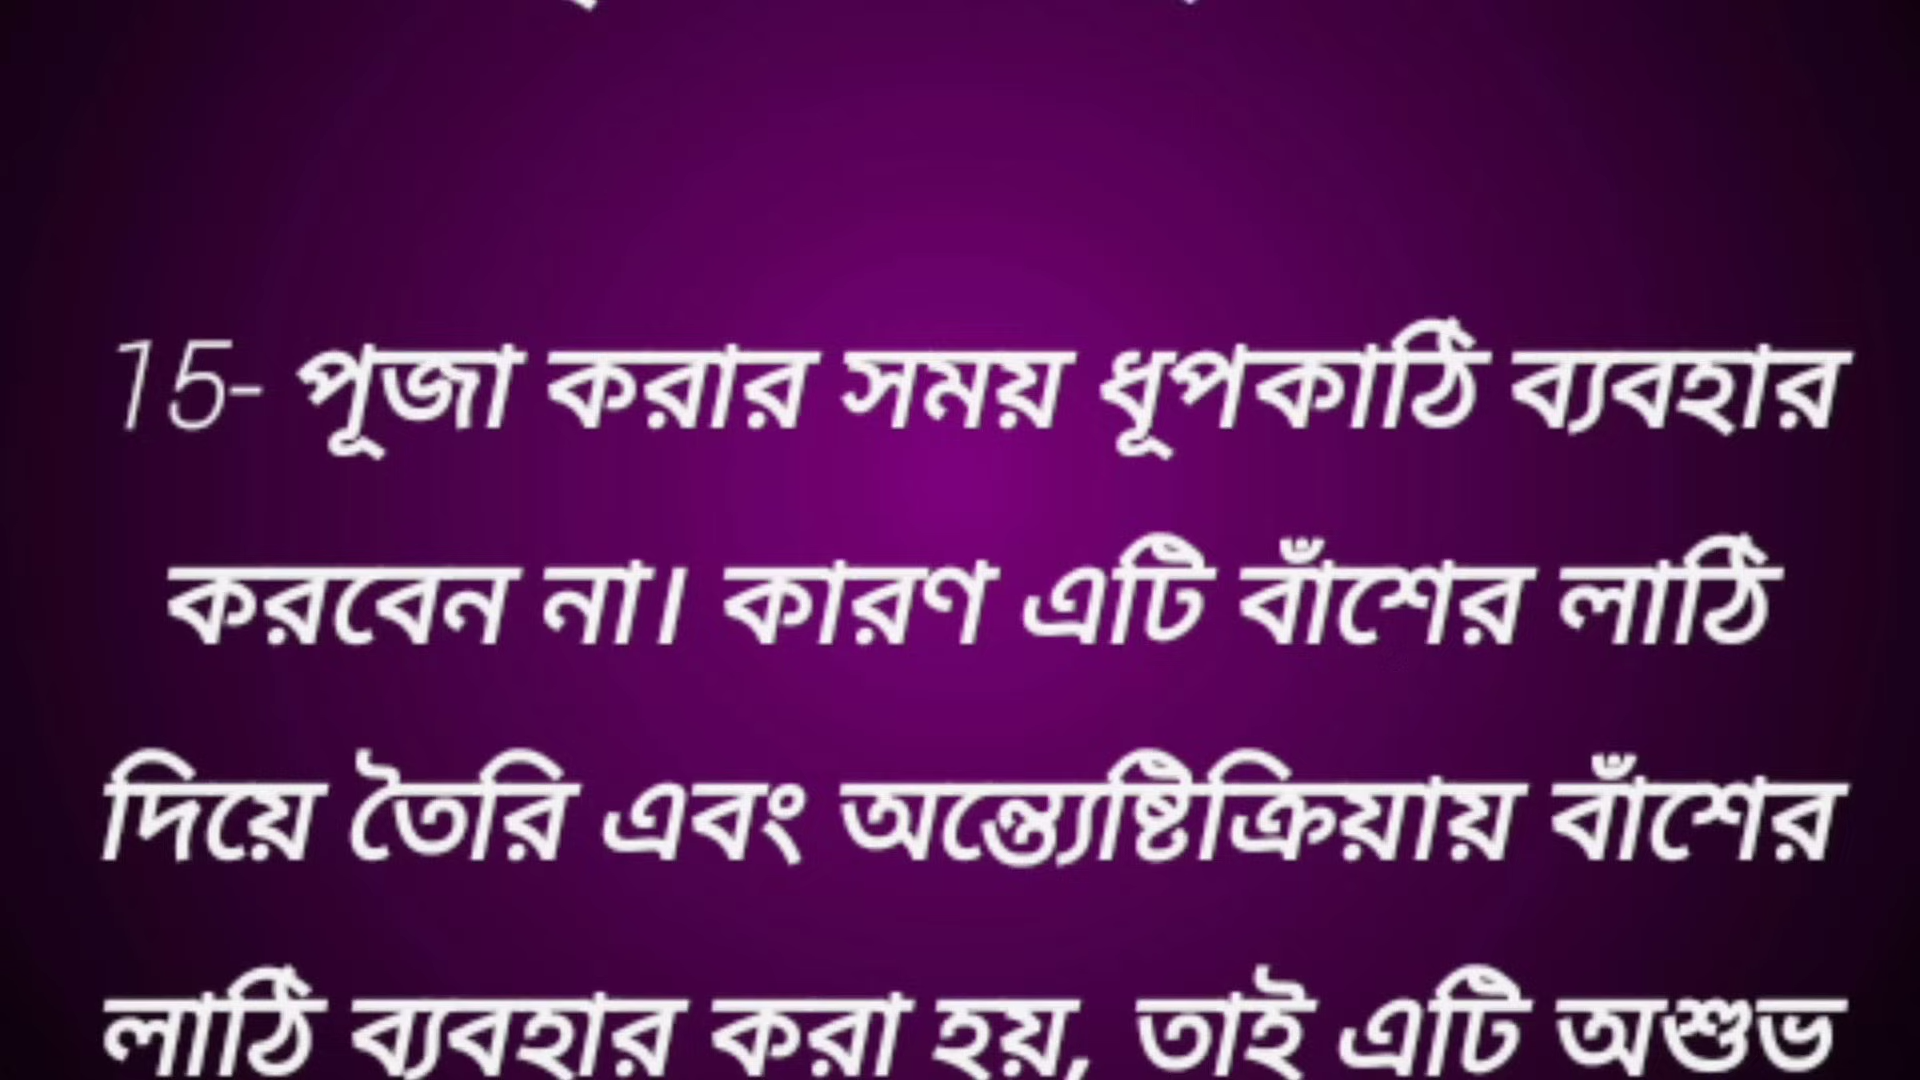 15- পূজা করার সময় ধূপকাঠি ব্যবহার
করবেন না। কারণ এটি বাঁশের লাঠি
দিয়ে তৈরি এবং অন্ত্যেষ্টিক্রিয়ায় বাঁশের
লাঠি ব্যবহার করা হয়, তাই এটি অশুভ